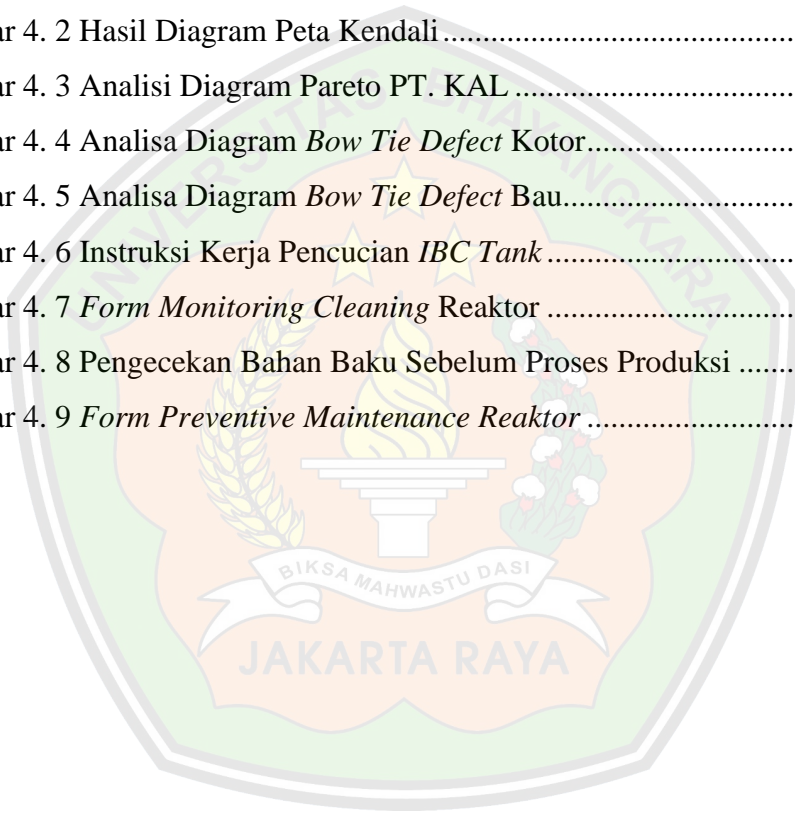 ar 4. 2 Hasil Diagram Peta Kendali........................................
ar 4. 3 Analisi Diagram Pareto PT. KAL ................................
ar 4. 4 Analisa Diagram Bow Tie Defect Kotor........................
ar 4. 5 Analisa Diagram Bow Tie Defect Bau...........................
ar 4. 6 Instruksi Kerja Pencucian IBC Tank ............................
ar 4. 7 Form Monitoring Cleaning Reaktor ............................
ar 4. 8 Pengecekan Bahan Baku Sebelum Proses Produksi .......
ar 4. 9 Form Preventive Maintenance Reaktor ........................
UNIVERSITAS BHAYANGKARA
BIKSA MAHWASTU DASI
JAKARTA RAYA